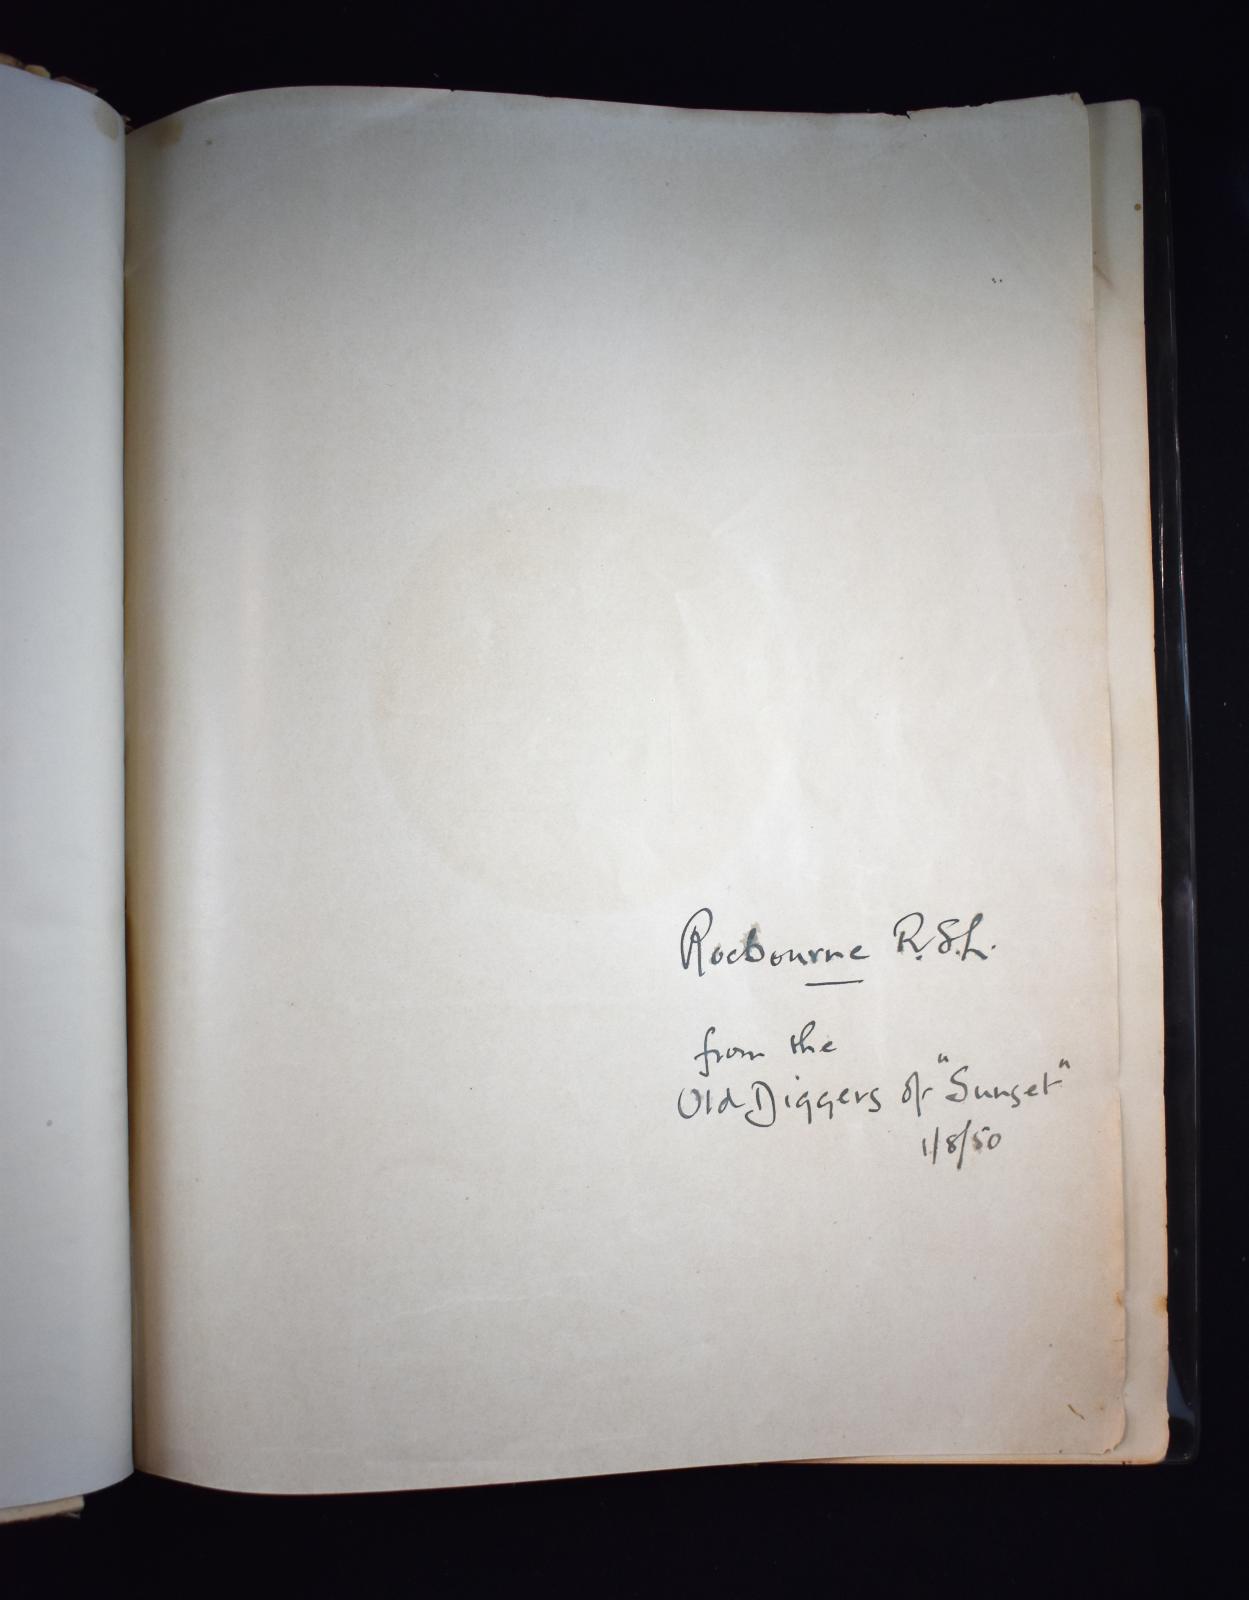 Roebourne R.S.L.
from the
Old Diggers of "Sunset"
1/8/50